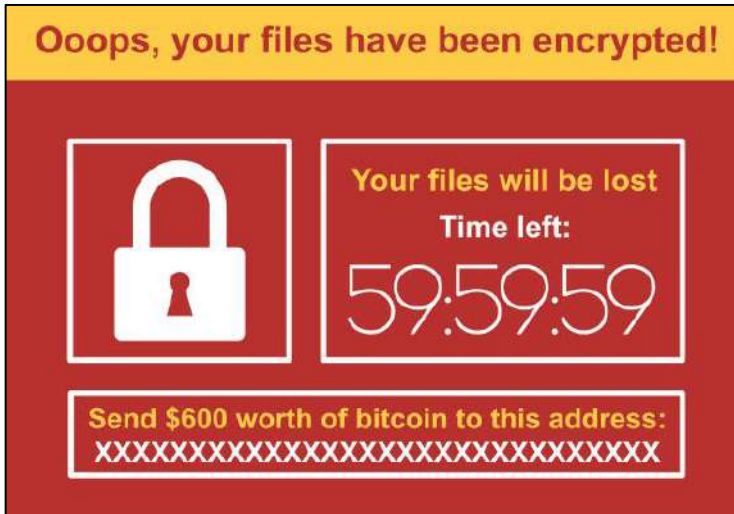 Ooops, your files have been encrypted!
Your files will be lost
Time left:
59:59:59
Send $600 worth of bitcoin to this address:
XXXXXXXXXXXXXXXXXXXXXXXXXXXXXX